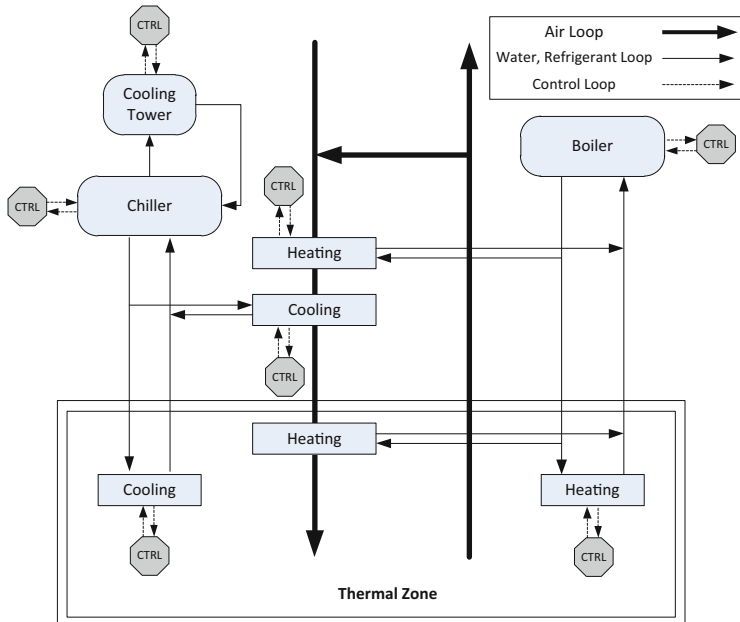 CTRL
Air Loop
Water, Refrigerant Loop
Control Loop
Cooling
Tower
Boiler
CTRL
CTRL
Chiller
CTRL
Heating
Cooling
CTRL
Heating
Cooling
Heating
CTRL
CTRL
Thermal Zone